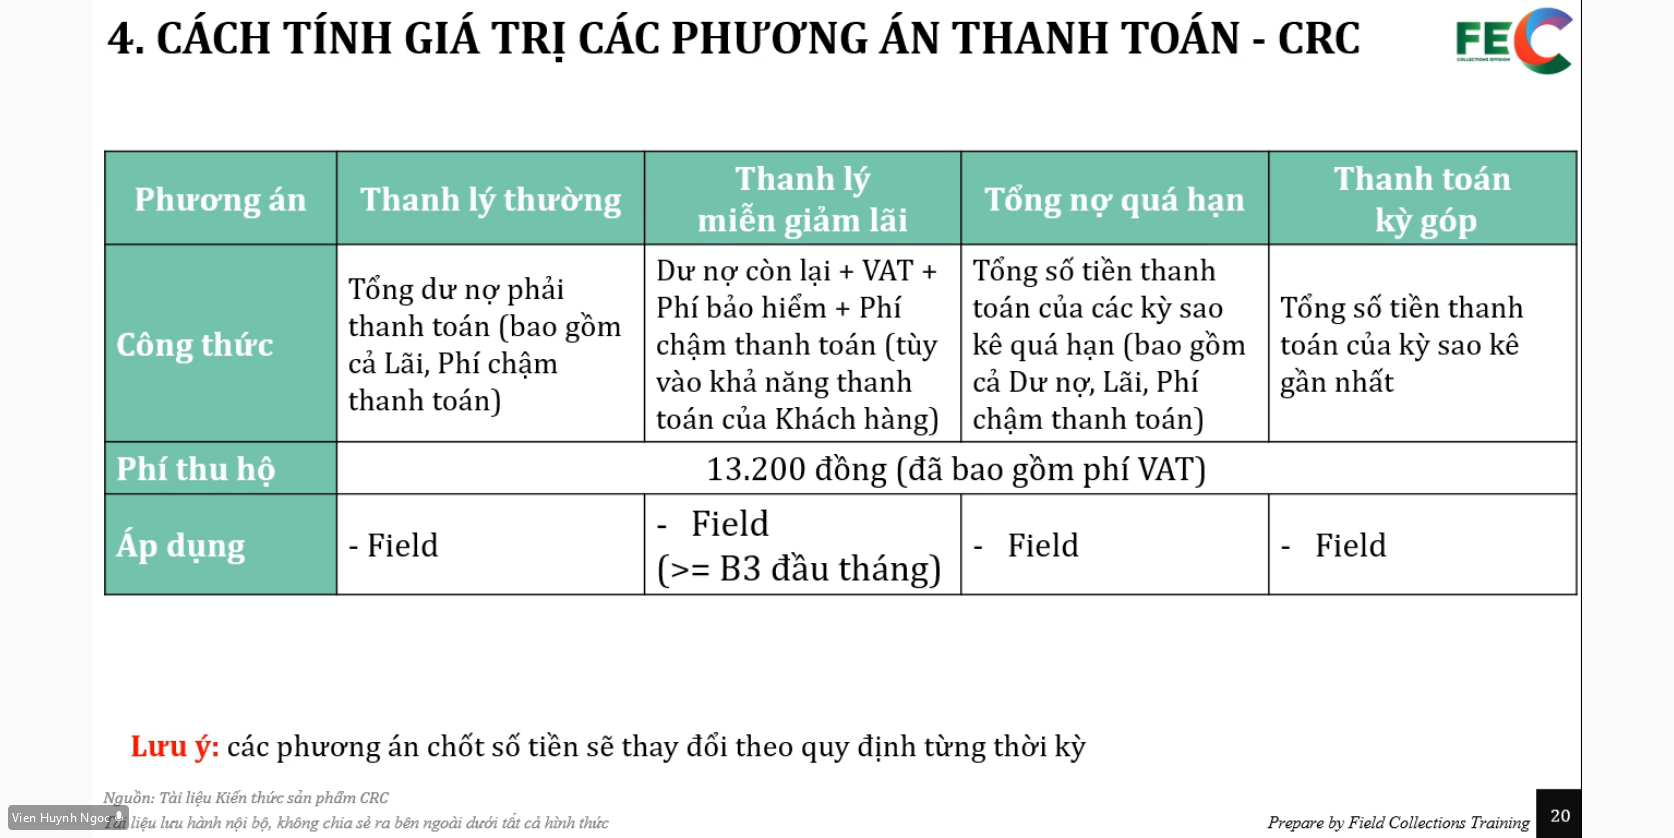 4. CÁCH TÍNH GIÁ TRỊ CÁC PHƯƠNG ÁN THANH TOÁN - CRC
FEC
COLLECTIONS DIVISION
Phương án
Thanh lý thường
Thanh lý
miễn giảm lãi
Tổng nợ quá hạn
Thanh toán
kỳ góp
Công thức
Tổng dư nợ phải
thanh toán (bao gồm
cả Lãi, Phí chậm
thanh toán)
Dư nợ còn lại + VAT +
Phí bảo hiểm + Phí
chậm thanh toán (tùy
vào khả năng thanh
toán của Khách hàng)
Tổng số tiền thanh
toán của các kỳ sao
kê quá hạn (bao gồm
cả Dư nợ, Lãi, Phí
chậm thanh toán)
Tổng số tiền thanh
toán của kỳ sao kê
gần nhất
Phí thu hộ
13.200 đồng (đã bao gồm phí VAT)
Áp dụng
- Field
- Field
(>= B3 đầu tháng)
- Field
- Field
Lưu ý: các phương án chốt số tiền sẽ thay đổi theo quy định từng thời kỳ
Nguồn: Tài liệu Kiến thức sản phẩm CRC
Vien Huynh Ngoc
Tài liệu lưu hành nội bộ, không chia sẻ ra bên ngoài dưới tất cả hình thức
Prepare by Field Collections Training
20